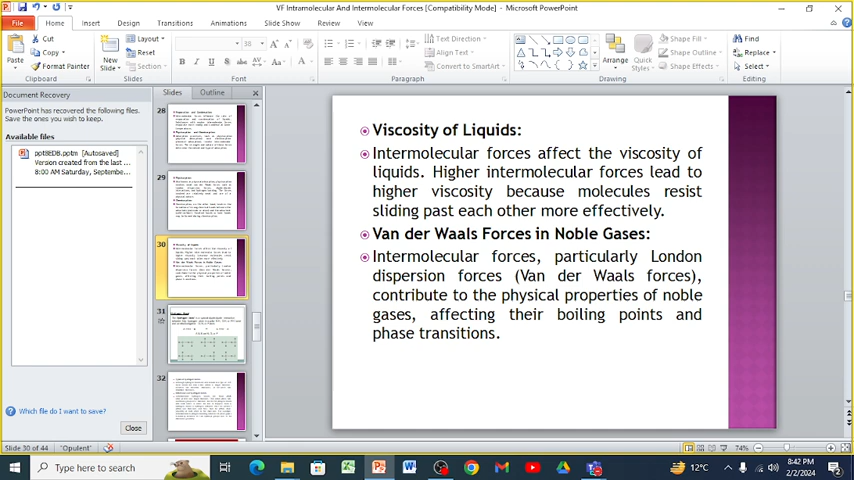 VF Intramolecular And Intermolecular Forces [Compatibility Mode] - Microsoft PowerPoint
File Home Insert Design Transitions Animations Slide Show Review View
Paste
Cut
Copy
Format Painter
Clipboard
New
Slide
Layout
Reset
Section
Slides
38
B I U S abe AV Aa A
Font
Paragraph
Text Direction
Align Text
Convert to SmartArt
Arrange
Quick
Styles
Shape Fill
Shape Outline
Shape Effects
Drawing
Find
Replace
Select
Editing
Document Recovery
PowerPoint has recovered the following files.
Save the ones you wish to keep.
Available files
ppt8EDB.pptm [Autosaved]
Version created from the last ...
8:00 AM Saturday, Septembe...
Which file do I want to save?
Close
Slides Outline
28
29
30
31
32
Viscosity of Liquids:
Intermolecular forces affect the viscosity of
liquids. Higher intermolecular forces lead to
higher viscosity because molecules resist
sliding past each other more effectively.
Van der Waals Forces in Noble Gases:
Intermolecular forces, particularly London
dispersion forces (Van der Waals forces),
contribute to the physical properties of noble
gases, affecting their boiling points and
phase transitions.
Slide 30 of 44 "Opulent" 74%
Type here to search
12°C
8:42 PM
2/2/2024